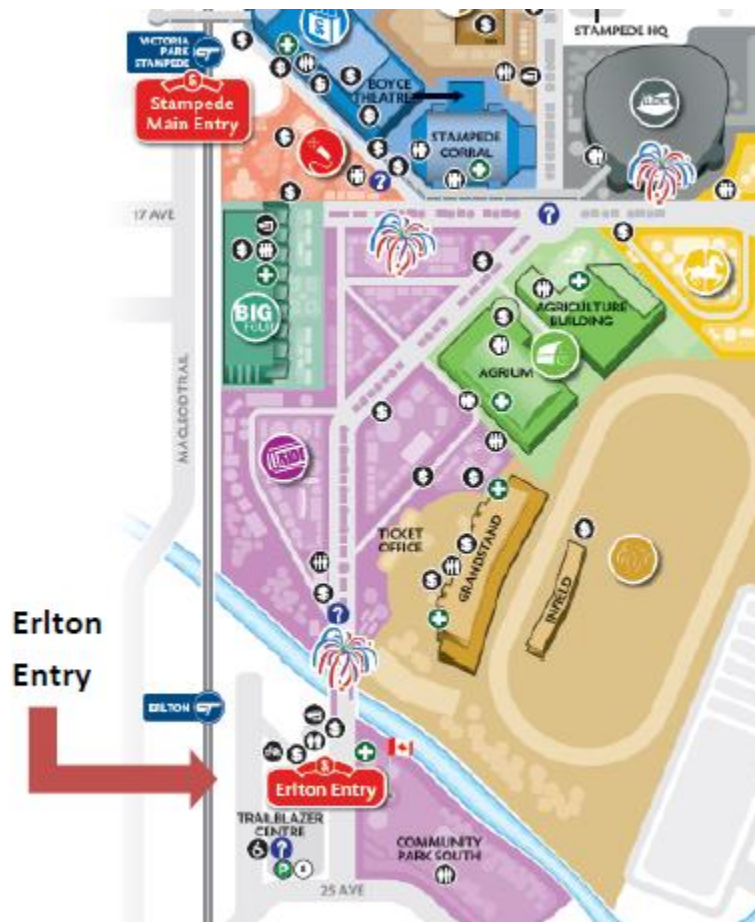 VICTORIA
PARK
STAMPEDE
Stampede
Main Entry
STAMPEDE HQ
BOYCE
THEATRE
STAMPEDE
CORRAL
17 AVE
BIG
FOUR
AGRICULTURE
BUILDING
AGRIUM
MACLEOD TRAIL
TICKET
OFFICE
GRANDSTAND
INFIELD
Erlton
Entry
ERLTON
Erlton Entry
TRAILBLAZER
CENTRE
COMMUNITY
PARK SOUTH
25 AVE